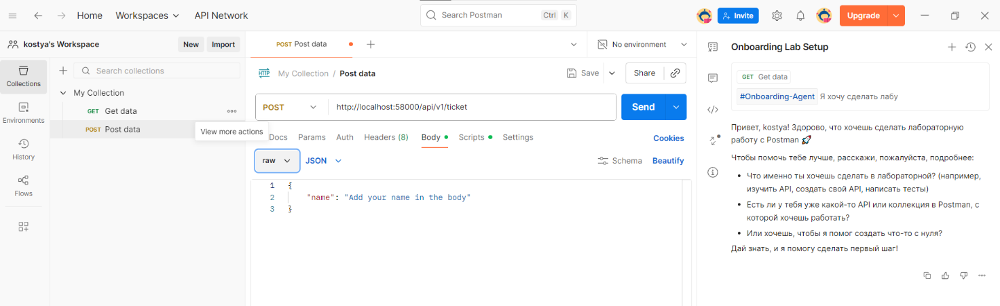 Home
Workspaces
API Network
Search Postman
Ctrl
K
Invite
Upgrade
kostya's Workspace
New
Import
POST Post data
No environment
Onboarding Lab Setup
Collections
Environments
History
Flows
Search collections
My Collection
GET Get data
POST Post data
View more actions
HTTP
My Collection / Post data
Save
Share
POST
http://localhost:58000/api/v1/ticket
Send
Docs
Params
Auth
Headers (8)
Body
Scripts
Settings
Cookies
raw
JSON
Schema
Beautify
1 {
2 "name": "Add your name in the body"
3 }
GET Get data
#Onboarding-Agent Я хочу сделать лабу
Привет, kostya! Здорово, что хочешь сделать лабораторную
работу с Postman 🚀
Чтобы помочь тебе лучше, расскажи, пожалуйста, подробнее:
• Что именно ты хочешь сделать в лабораторной? (например,
изучить API, создать свой API, написать тесты)
• Есть ли у тебя уже какой-то API или коллекция в Postman, с
которой хочешь работать?
• Или хочешь, чтобы я помог создать что-то с нуля?
Дай знать, и я помогу сделать первый шаг!